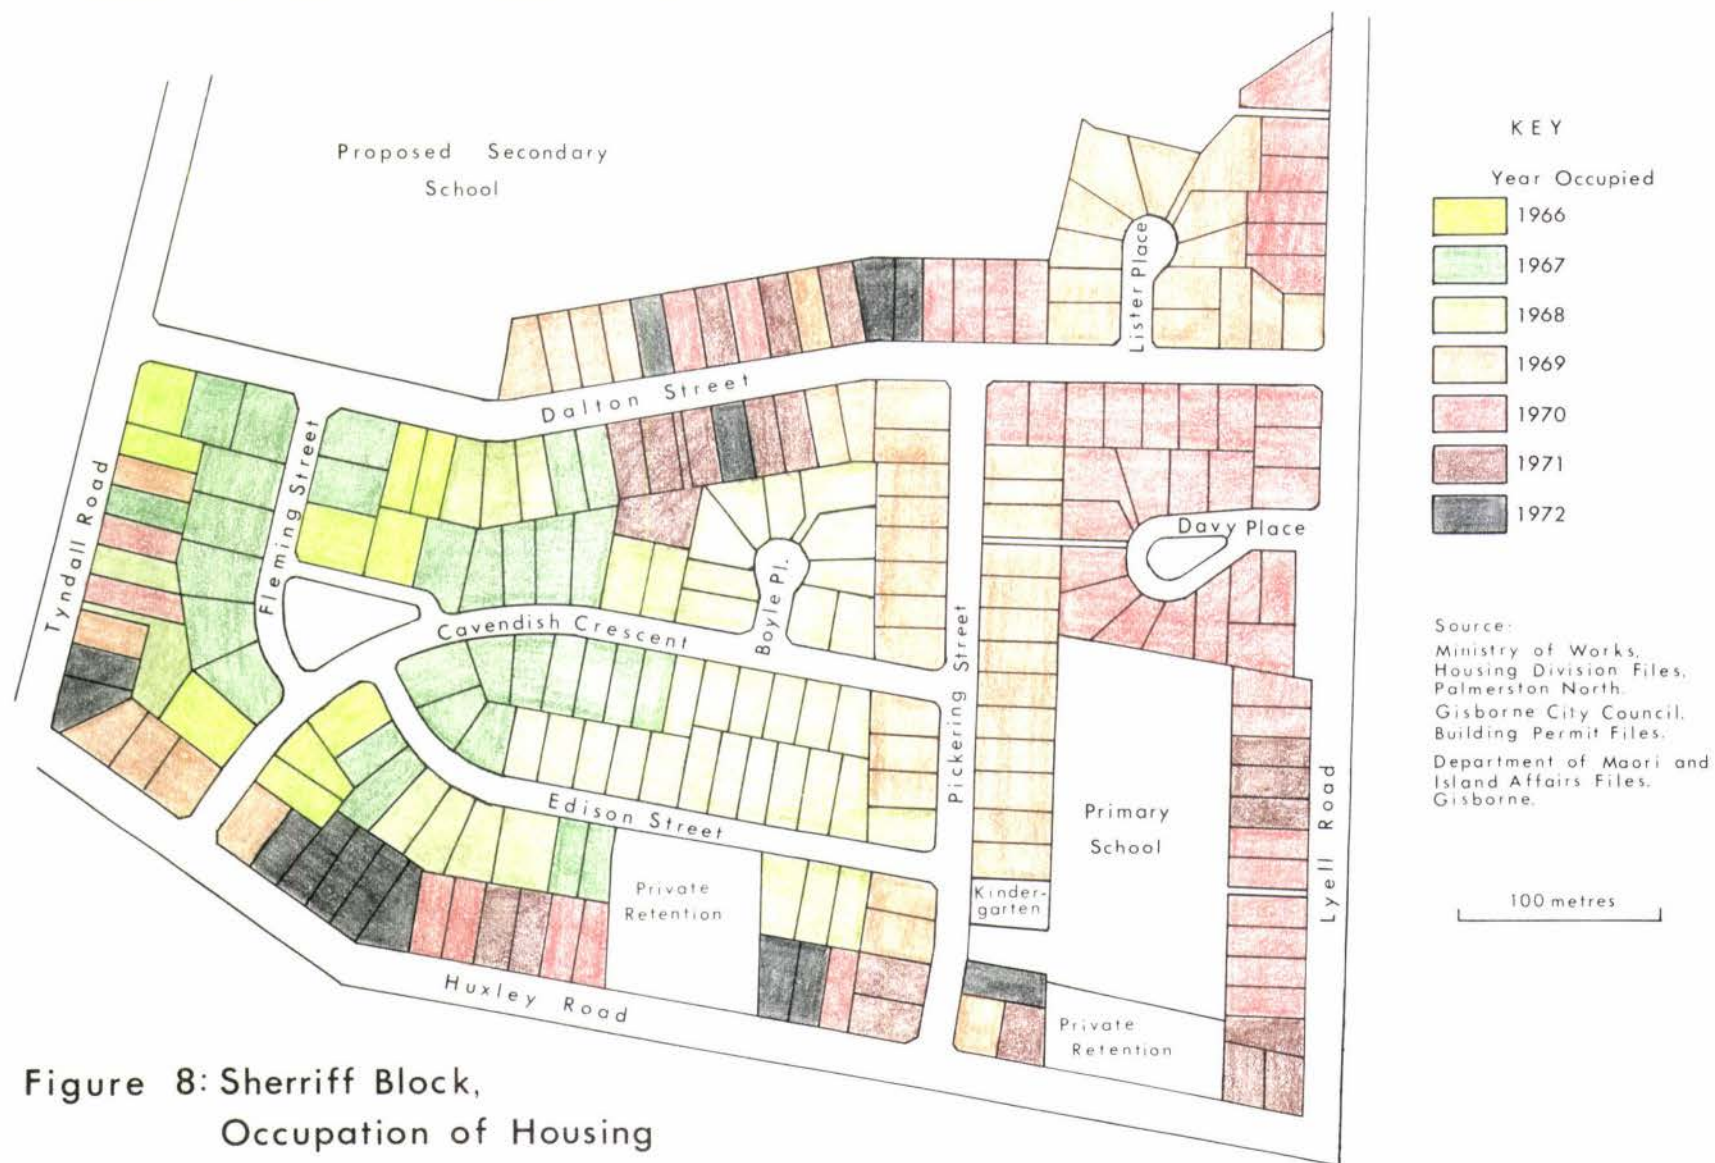 Proposed Secondary
School
KEY
Year Occupied
1966
1967
1968
1969
1970
1971
1972
Lister Place
Dalton Street
Fleming Street
Tyndall Road
Davy Place
Boyle Pl.
Cavendish Crescent
Pickering Street
Edison Street
Primary
School
Lyell Road
Private
Retention
Kinder-
garten
Huxley Road
Private
Retention
Source:
Ministry of Works,
Housing Division Files,
Palmerston North.
Gisborne City Council,
Building Permit Files.
Department of Maori and
Island Affairs Files.
Gisborne.
100 metres
Figure 8: Sherriff Block,
Occupation of Housing